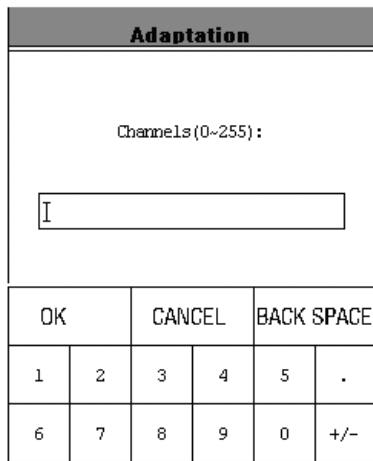 Adaptation
Channels(0~255):
OK CANCEL BACK SPACE
1 2 3 4 5 .
6 7 8 9 0 +/-